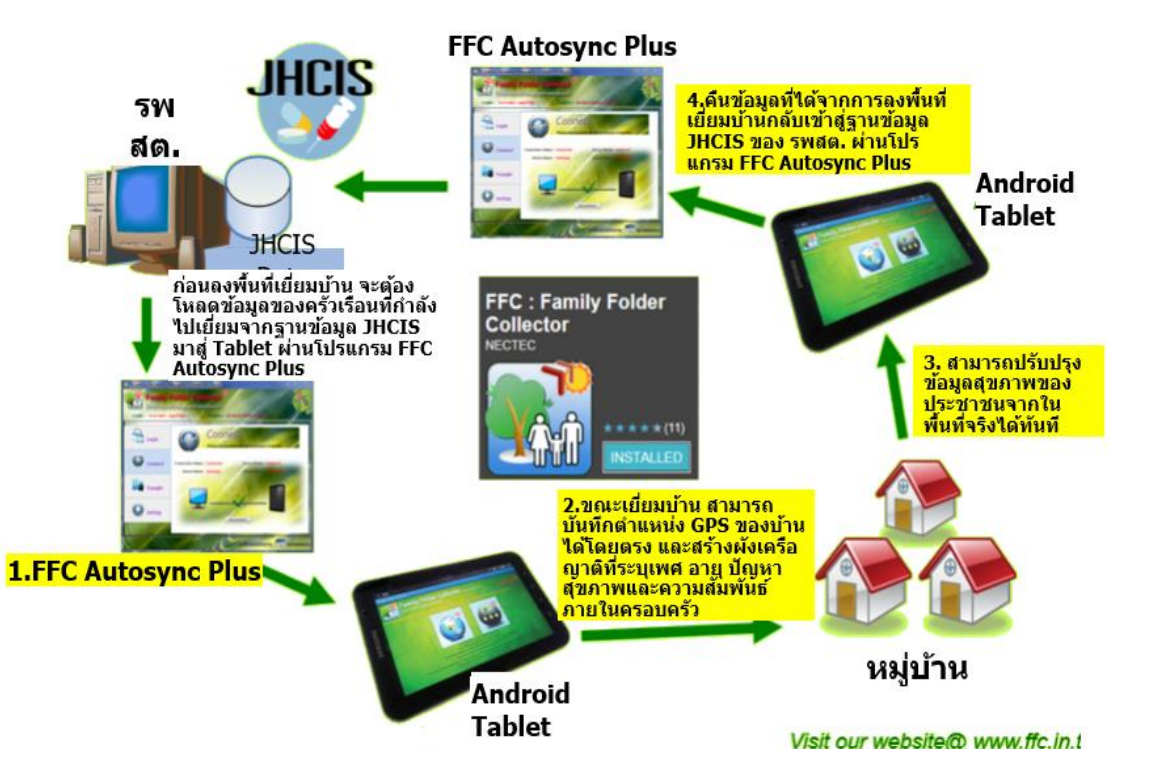 FFC Autosync Plus
JHCIS
รพ
สต.
4.คืนข้อมูลที่ได้จากการลงพื้นที่
เยี่ยมบ้านกลับเข้าสู่ฐานข้อมูล
JHCIS ของ รพสต. ผ่านโปร
แกรม FFC Autosync Plus
Android
Tablet
JHCIS
ก่อนลงพื้นที่เยี่ยมบ้าน จะต้อง
โหลดข้อมูลของครัวเรือนที่กำลัง
ไปเยี่ยมจากฐานข้อมูล JHCIS
มาสู่ Tablet ผ่านโปรแกรม FFC
Autosync Plus
FFC : Family Folder
Collector
NECTEC
(11)
INSTALLED
3. สามารถปรับปรุง
ข้อมูลสุขภาพของ
ประชาชนจากใน
พื้นที่จริงได้ทันที
2.ขณะเยี่ยมบ้าน สามารถ
บันทึกตำแหน่ง GPS ของบ้าน
ได้โดยตรง และสร้างผังเครือ
ญาติที่ระบุเพศ อายุ ปัญหา
สุขภาพและความสัมพันธ์
ภายในครอบครัว
1.FFC Autosync Plus
หมู่บ้าน
Android
Tablet
Visit our website@ www.ffc.in.t